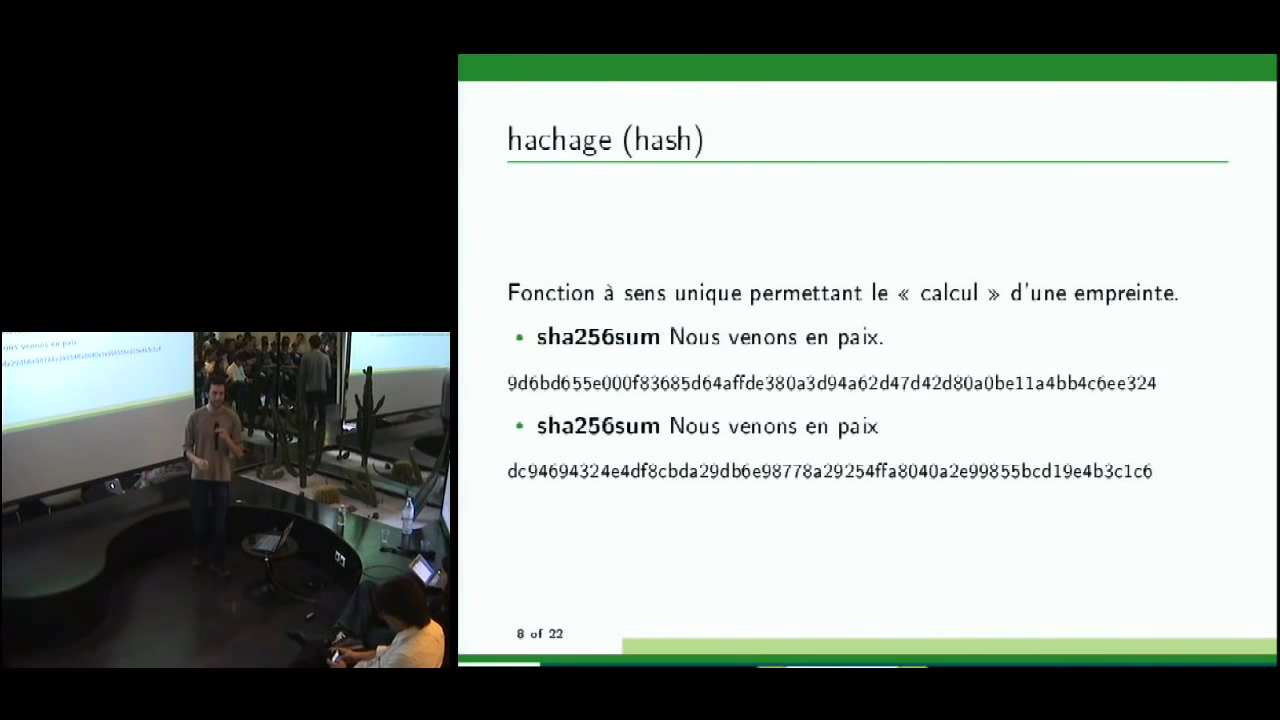 hachage (hash)
Fonction à sens unique permettant le « calcul » d'une empreinte.
• sha256sum Nous venons en paix.
9d6bd655e000f83685d64affde380a3d94a62d47d42d80a0be11a4bb4c6ee324
• sha256sum Nous venons en paix
dc94694324e4df8cbda29db6e98778a29254ffa8040a2e99855bcd19e4b3c1c6
8 of 22